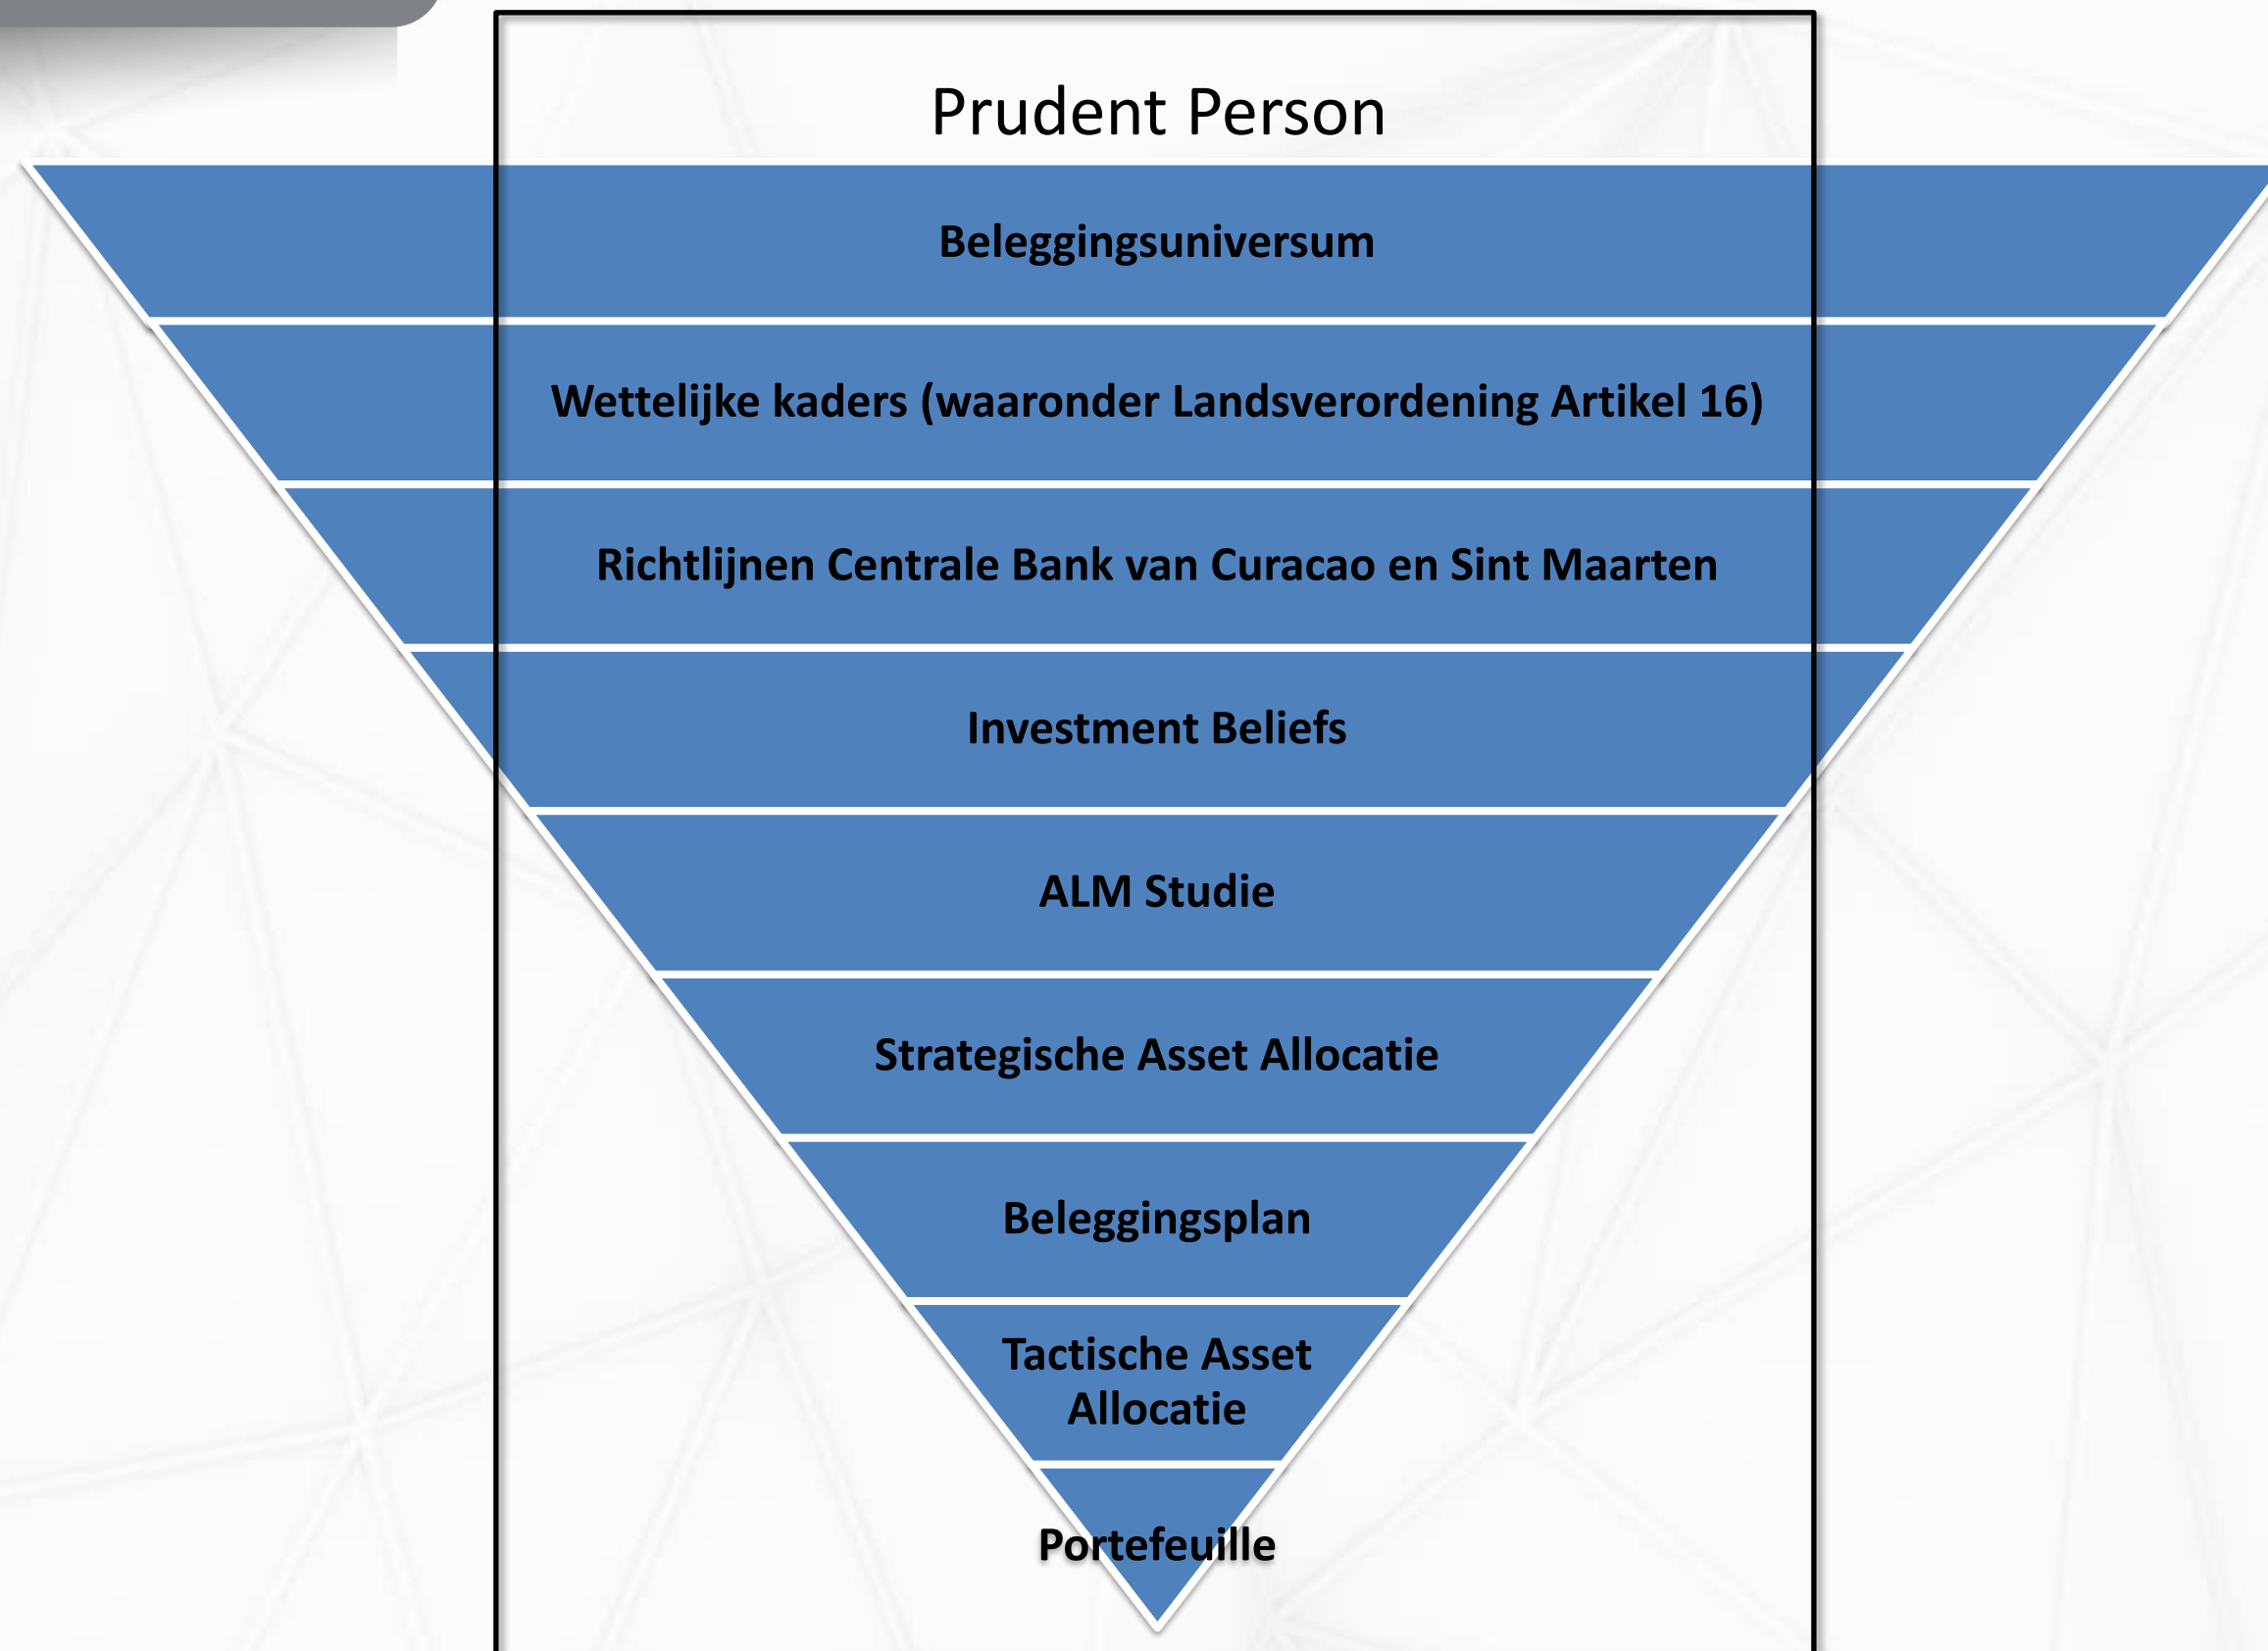 Prudent Person
Beleggingsuniversum
Wettelijke kaders (waaronder Landsverordening Artikel 16)
Richtlijnen Centrale Bank van Curacao en Sint Maarten
Investment Beliefs
ALM Studie
Strategische Asset Allocatie
Beleggingsplan
Tactische Asset
Allocatie
Portefeuille